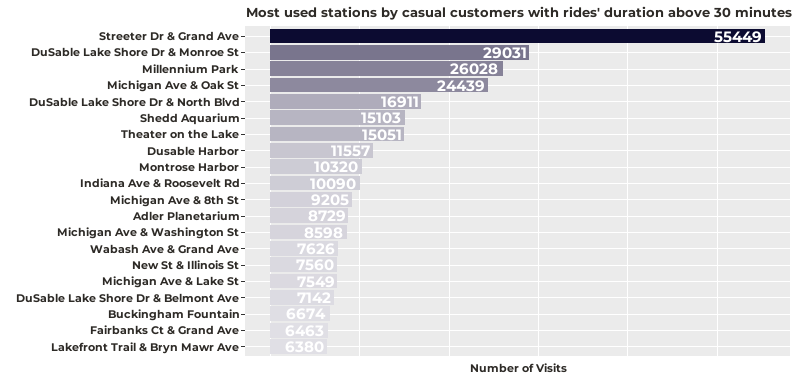 Most used stations by casual customers with rides' duration above 30 minutes
Streeter Dr & Grand Ave 55449
DuSable Lake Shore Dr & Monroe St 29031
Millennium Park 26028
Michigan Ave & Oak St 24439
DuSable Lake Shore Dr & North Blvd 16911
Shedd Aquarium 15103
Theater on the Lake 15051
Dusable Harbor 11557
Montrose Harbor 10320
Indiana Ave & Roosevelt Rd 10090
Michigan Ave & 8th St 9205
Adler Planetarium 8729
Michigan Ave & Washington St 8598
Wabash Ave & Grand Ave 7626
New St & Illinois St 7560
Michigan Ave & Lake St 7549
DuSable Lake Shore Dr & Belmont Ave 7142
Buckingham Fountain 6674
Fairbanks Ct & Grand Ave 6463
Lakefront Trail & Bryn Mawr Ave 6380
Number of Visits